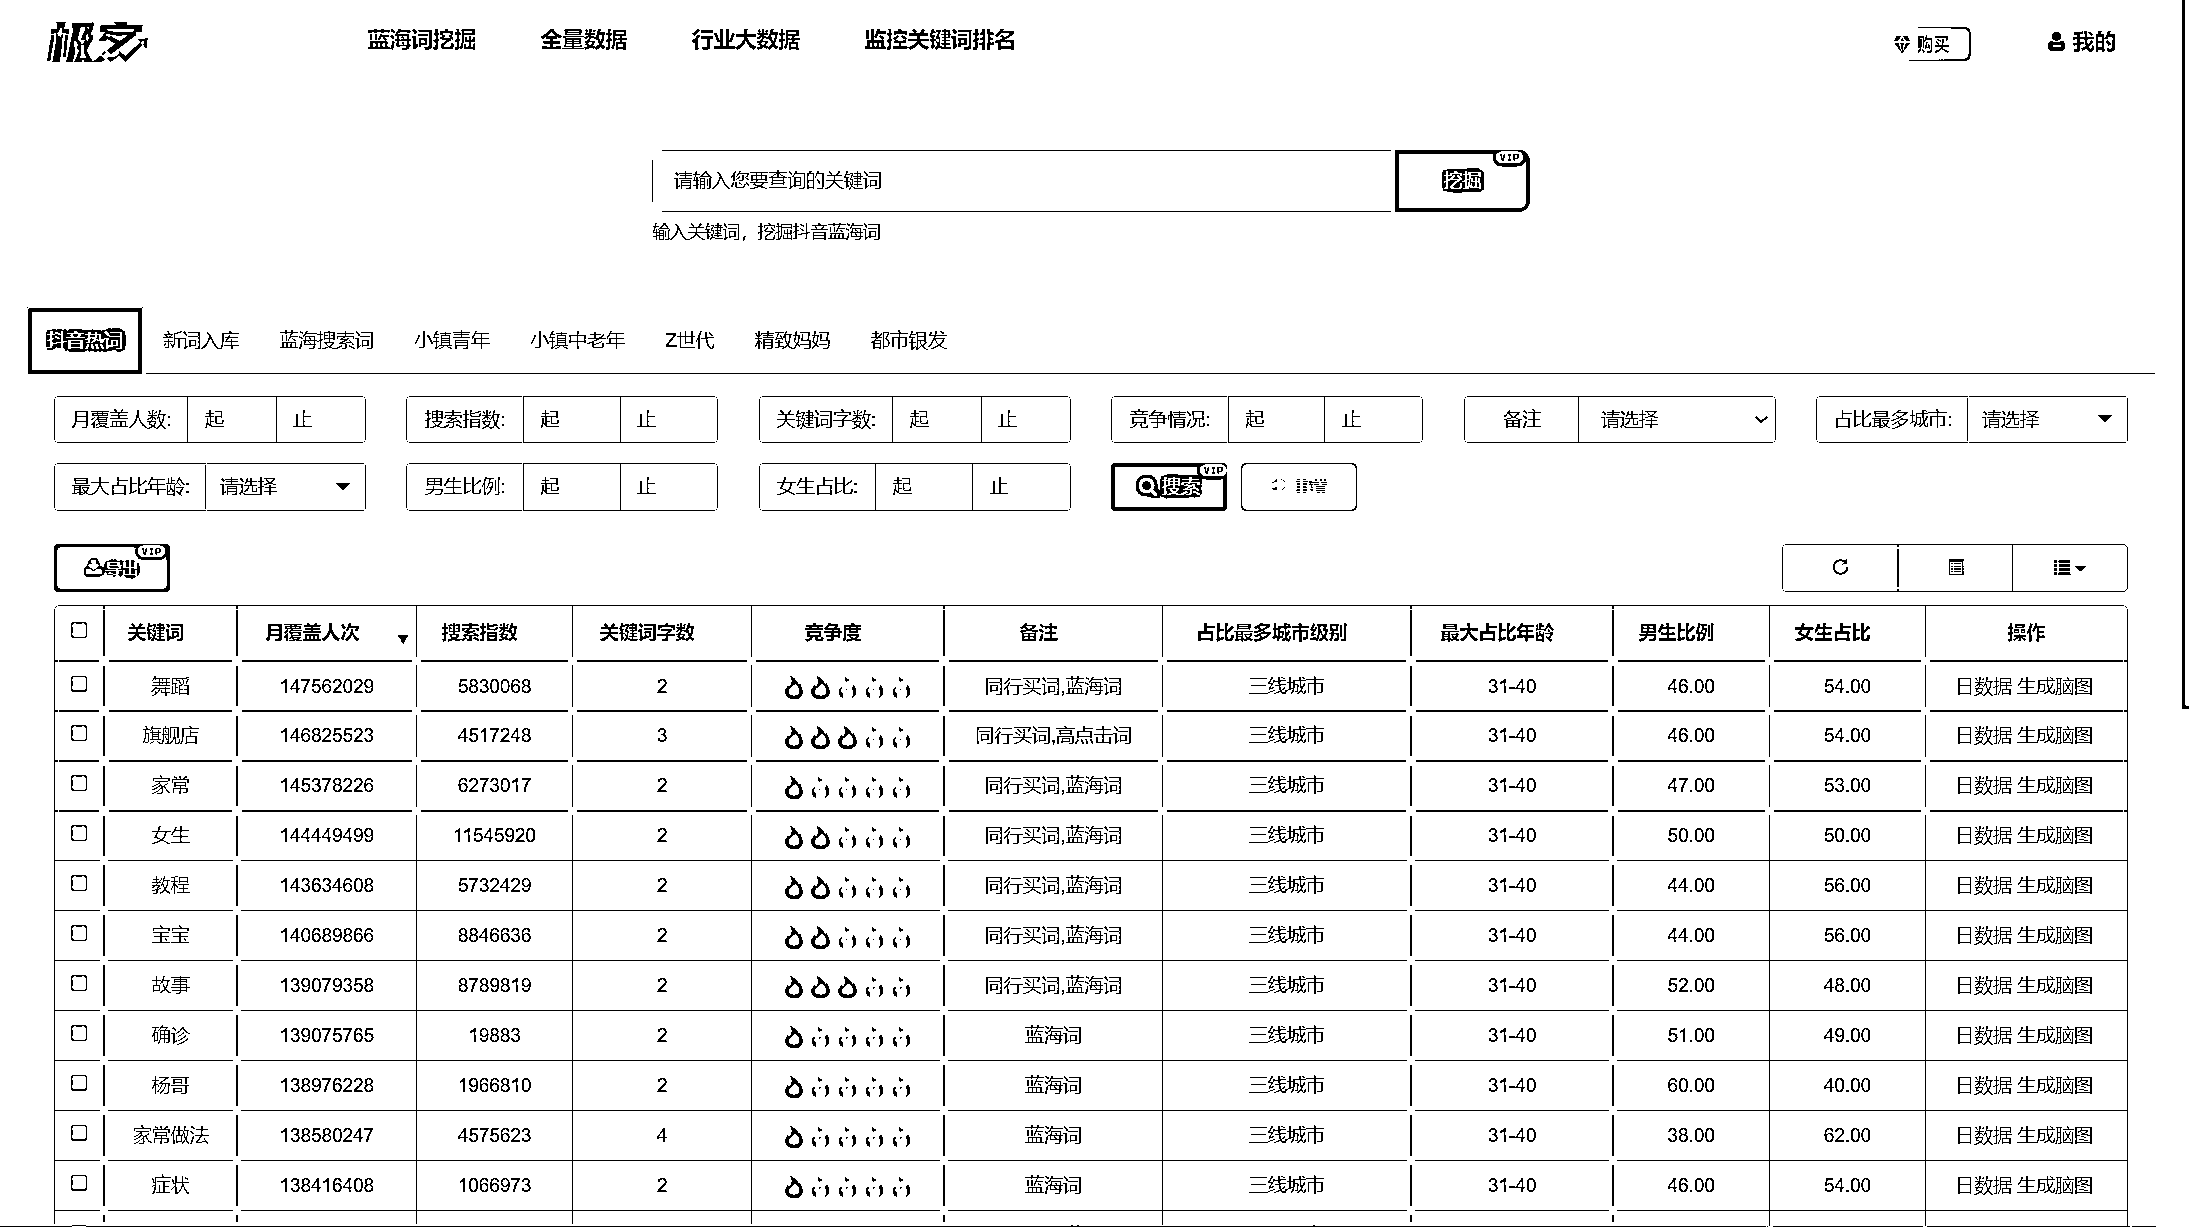 极客
蓝海词挖掘 全量数据 行业大数据 监控关键词排名 购买 我的
请输入您要查询的关键词 挖掘 VIP
输入关键词，挖掘抖音蓝海词
抖音热词 新词入库 蓝海搜索词 小镇青年 小镇中老年 Z世代 精致妈妈 都市银发
月覆盖人数: 起 止 搜索指数: 起 止 关键词字数: 起 止 竞争情况: 起 止 备注 请选择 占比最多城市: 请选择
最大占比年龄: 请选择 男生比例: 起 止 女生占比: 起 止 搜索 VIP 重置
导出 VIP
关键词 月覆盖人次 搜索指数 关键词字数 竞争度 备注 占比最多城市级别 最大占比年龄 男生比例 女生占比 操作
舞蹈 147562029 5830068 2 同行买词,蓝海词 三线城市 31-40 46.00 54.00 日数据 生成脑图
旗舰店 146825523 4517248 3 同行买词,高点击词 三线城市 31-40 46.00 54.00 日数据 生成脑图
家常 145378226 6273017 2 同行买词,蓝海词 三线城市 31-40 47.00 53.00 日数据 生成脑图
女生 144449499 11545920 2 同行买词,蓝海词 三线城市 31-40 50.00 50.00 日数据 生成脑图
教程 143634608 5732429 2 同行买词,蓝海词 三线城市 31-40 44.00 56.00 日数据 生成脑图
宝宝 140689866 8846636 2 同行买词,蓝海词 三线城市 31-40 44.00 56.00 日数据 生成脑图
故事 139079358 8789819 2 同行买词,蓝海词 三线城市 31-40 52.00 48.00 日数据 生成脑图
确诊 139075765 19883 2 蓝海词 三线城市 31-40 51.00 49.00 日数据 生成脑图
杨哥 138976228 1966810 2 蓝海词 三线城市 31-40 60.00 40.00 日数据 生成脑图
家常做法 138580247 4575623 4 蓝海词 三线城市 31-40 38.00 62.00 日数据 生成脑图
症状 138416408 1066973 2 蓝海词 三线城市 31-40 46.00 54.00 日数据 生成脑图